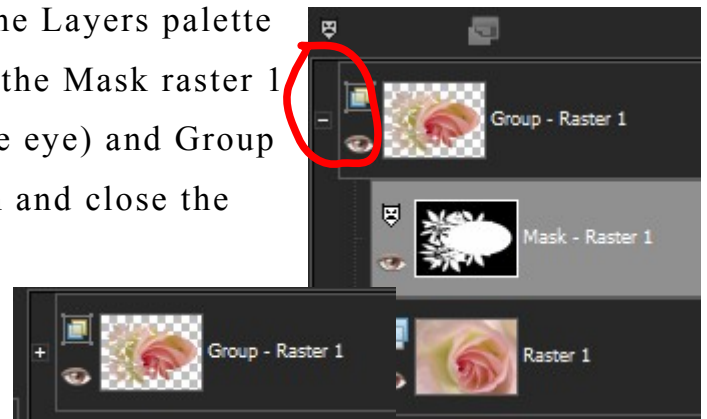 ne Layers palette
the Mask raster 1
e eye) and Group
and close the
Group - Raster 1
Mask - Raster 1
Raster 1
Group - Raster 1